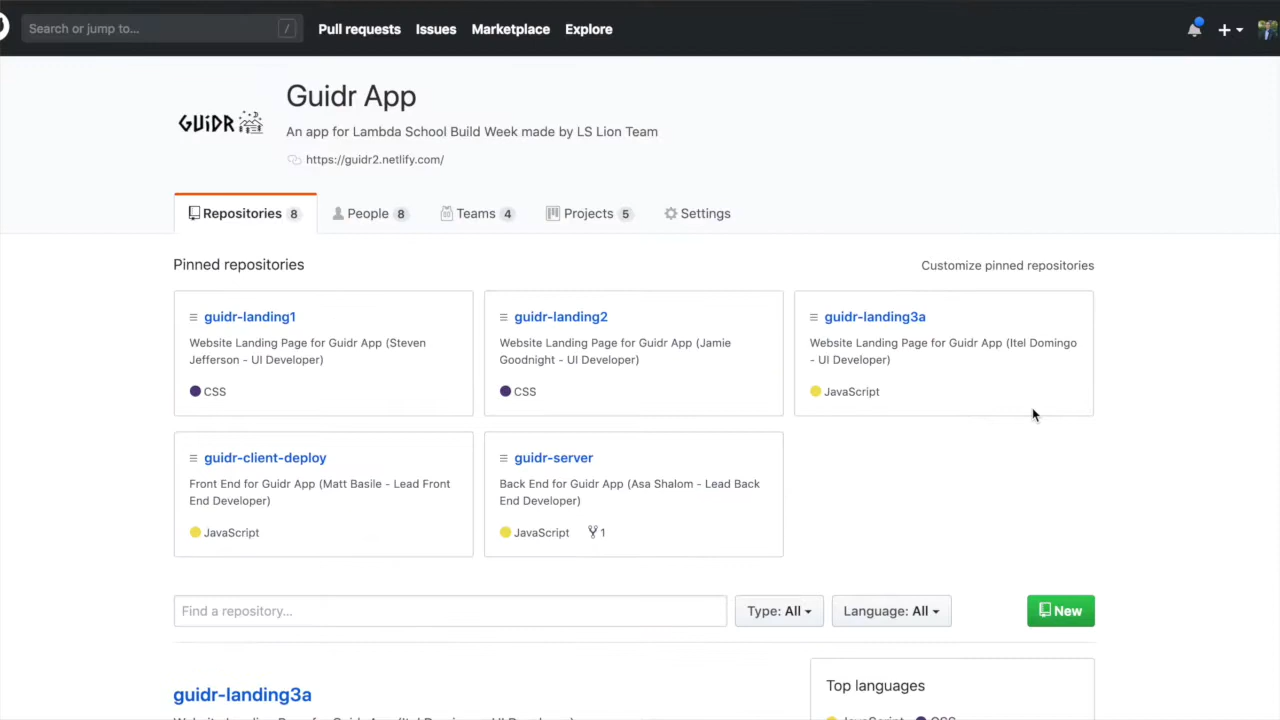 Search or jump to... / Pull requests Issues Marketplace Explore
Guidr App
GUiDR
An app for Lambda School Build Week made by LS Lion Team
https://guidr2.netlify.com/
Repositories 8 People 8 Teams 4 Projects 5 Settings
Pinned repositories Customize pinned repositories
guidr-landing1
Website Landing Page for Guidr App (Steven
Jefferson - UI Developer)
CSS
guidr-landing2
Website Landing Page for Guidr App (Jamie
Goodnight - UI Developer)
CSS
guidr-landing3a
Website Landing Page for Guidr App (Itel Domingo
- UI Developer)
JavaScript
guidr-client-deploy
Front End for Guidr App (Matt Basile - Lead Front
End Developer)
JavaScript
guidr-server
Back End for Guidr App (Asa Shalom - Lead Back
End Developer)
JavaScript 1
Find a repository... Type: All Language: All New
guidr-landing3a
Top languages